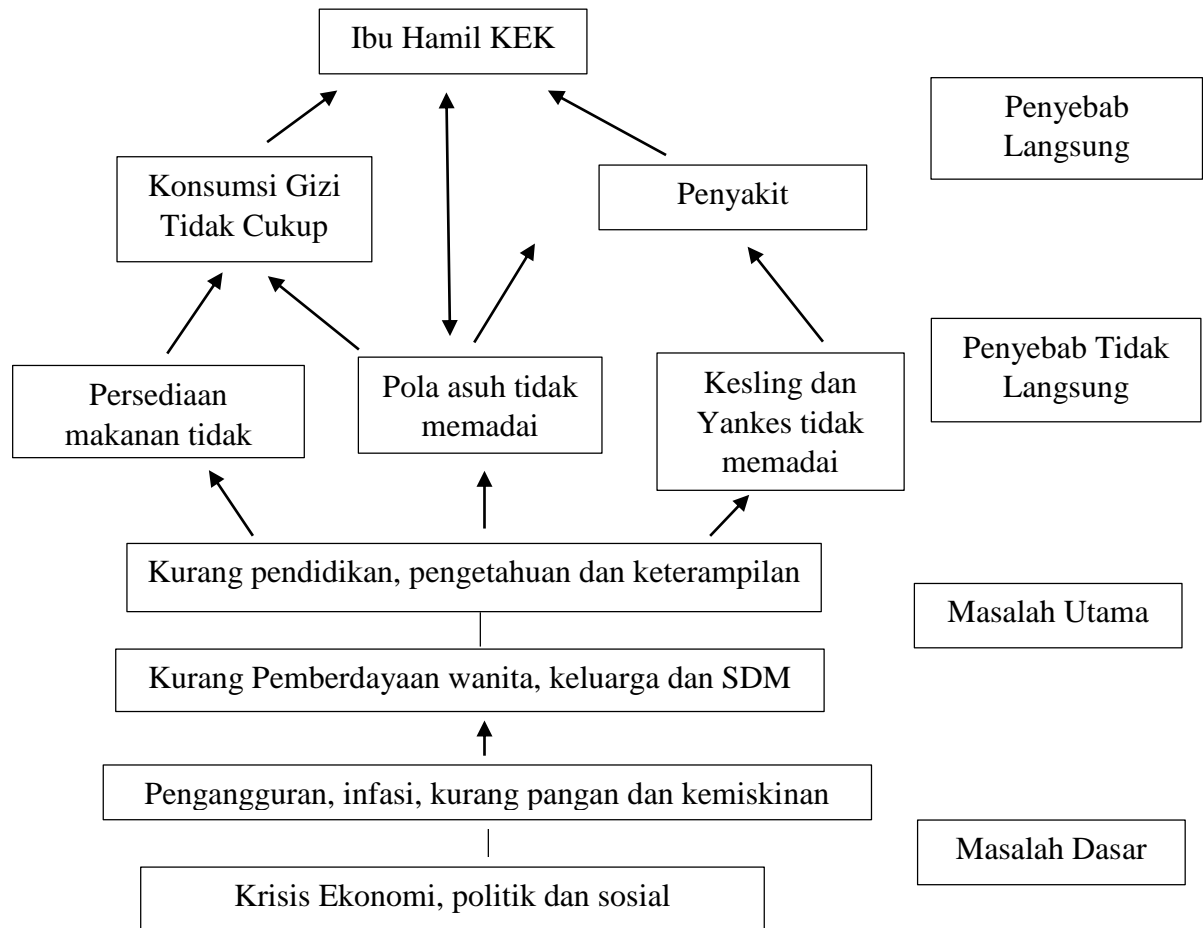 Ibu Hamil KEK
Penyebab
Langsung
Konsumsi Gizi
Tidak Cukup
Penyakit
Penyebab Tidak
Langsung
Persediaan
makanan tidak
Pola asuh tidak
memadai
Kesling dan
Yankes tidak
memadai
Kurang pendidikan, pengetahuan dan keterampilan
Masalah Utama
Kurang Pemberdayaan wanita, keluarga dan SDM
Pengangguran, infasi, kurang pangan dan kemiskinan
Masalah Dasar
Krisis Ekonomi, politik dan sosial